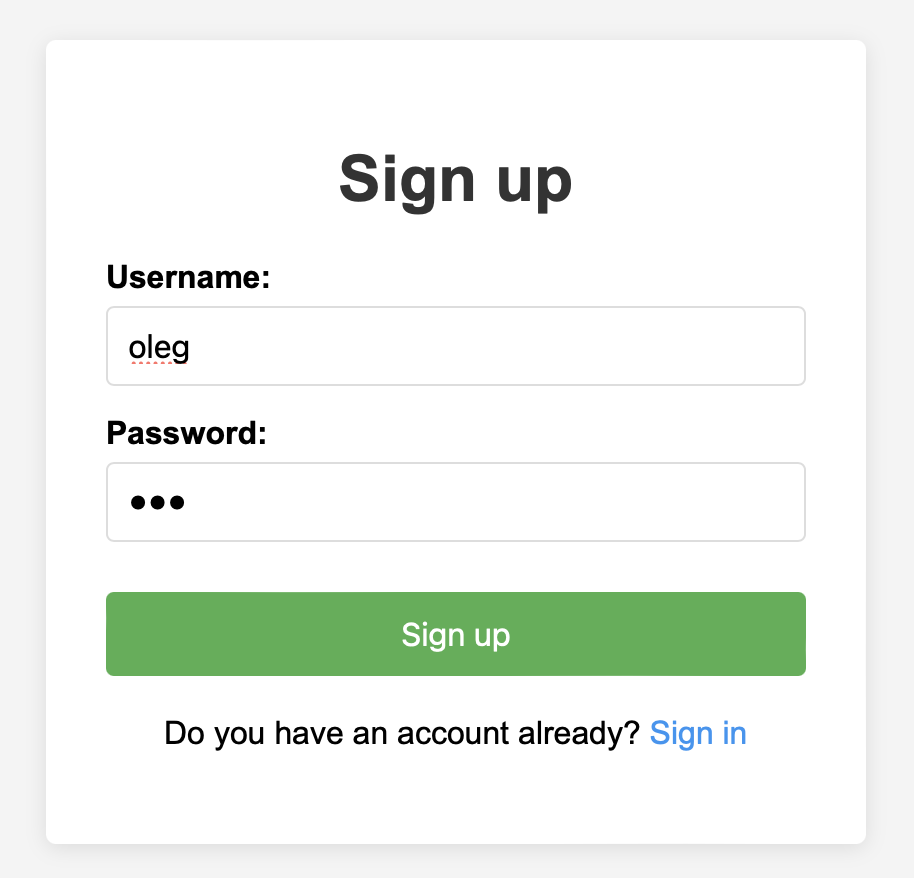 Sign up
Username:
oleg
Password:
•••
Sign up
Do you have an account already? Sign in